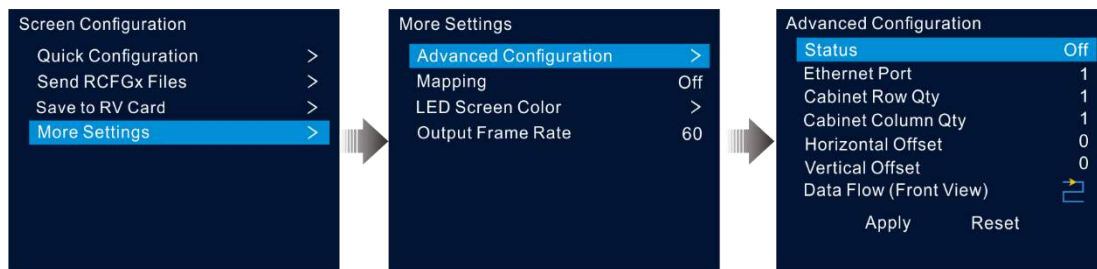 Screen Configuration
Quick Configuration >
Send RCFGx Files >
Save to RV Card >
More Settings >
More Settings
Advanced Configuration >
Mapping Off
LED Screen Color >
Output Frame Rate 60
Advanced Configuration
Status Off
Ethernet Port 1
Cabinet Row Qty 1
Cabinet Column Qty 1
Horizontal Offset 0
Vertical Offset 0
Data Flow (Front View)
Apply Reset